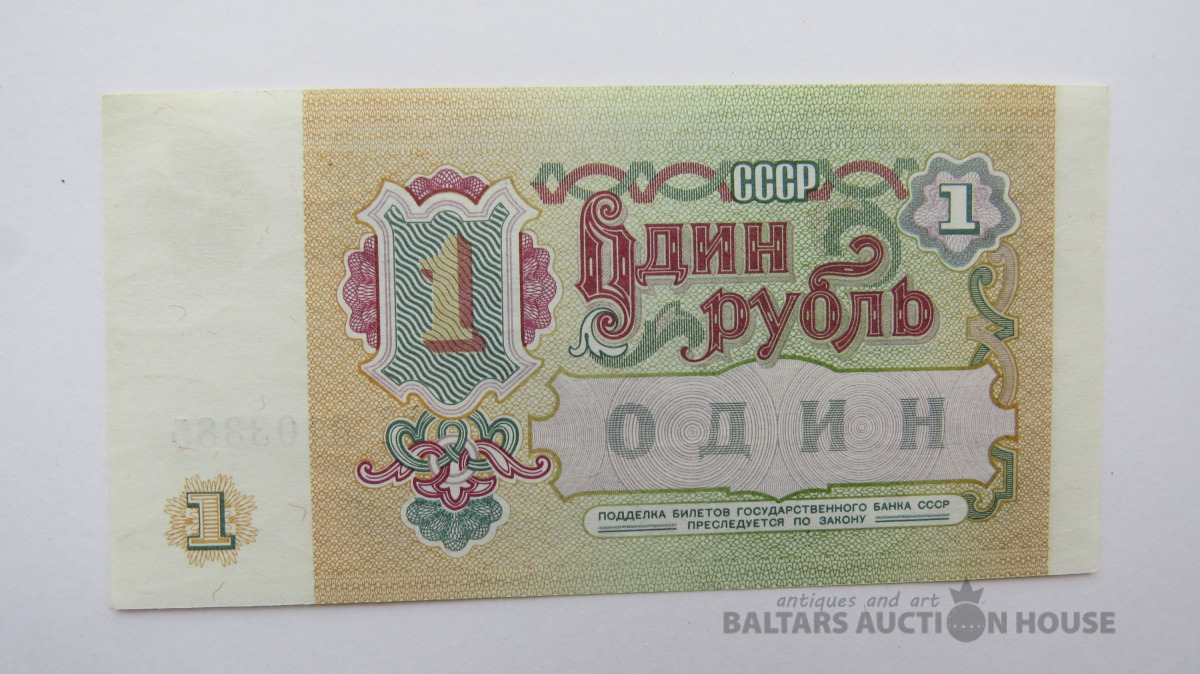 СССР
1
1
Один
рубль
ОДИН
ПОДДЕЛКА БИЛЕТОВ ГОСУДАРСТВЕННОГО БАНКА СССР
ПРЕСЛЕДУЕТСЯ ПО ЗАКОНУ
1
antiques and art
BALTARS AUCTION HOUSE